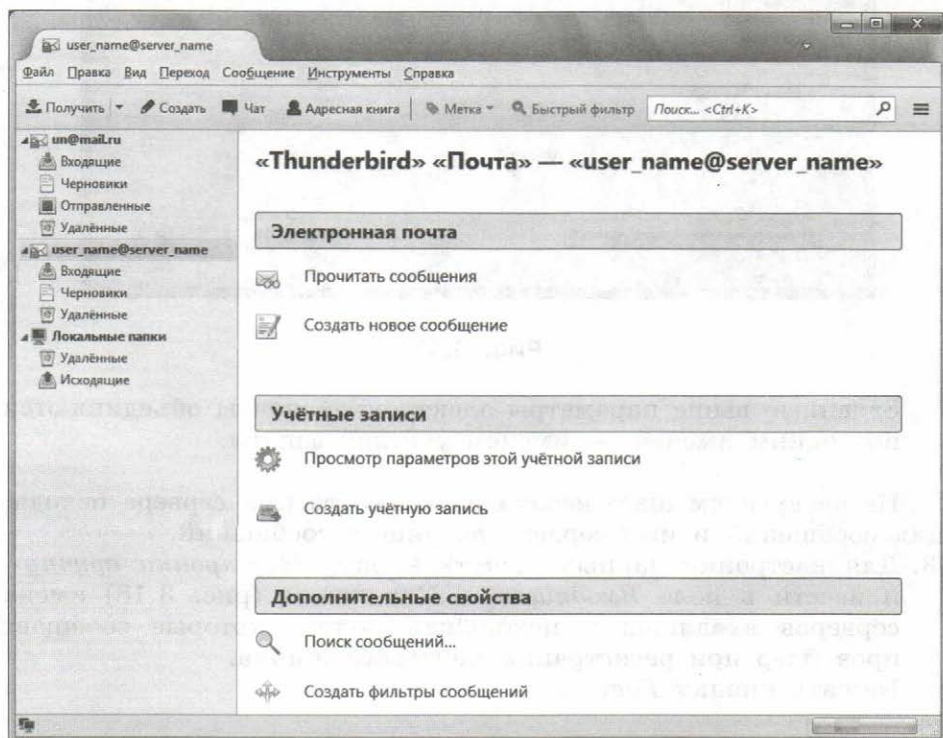 user_name@server_name
Файл Правка Вид Переход Сообщение Инструменты Справка
Получить Создать Чат Адресная книга Метка Быстрый фильтр Поиск... <Ctrl+K>
un@mail.ru
Входящие
Черновики
Отправленные
Удалённые
user_name@server_name
Входящие
Черновики
Удалённые
Локальные папки
Удалённые
Исходящие
«Thunderbird» «Почта» — «user_name@server_name»
Электронная почта
Прочитать сообщения
Создать новое сообщение
Учётные записи
Просмотр параметров этой учётной записи
Создать учётную запись
Дополнительные свойства
Поиск сообщений...
Создать фильтры сообщений